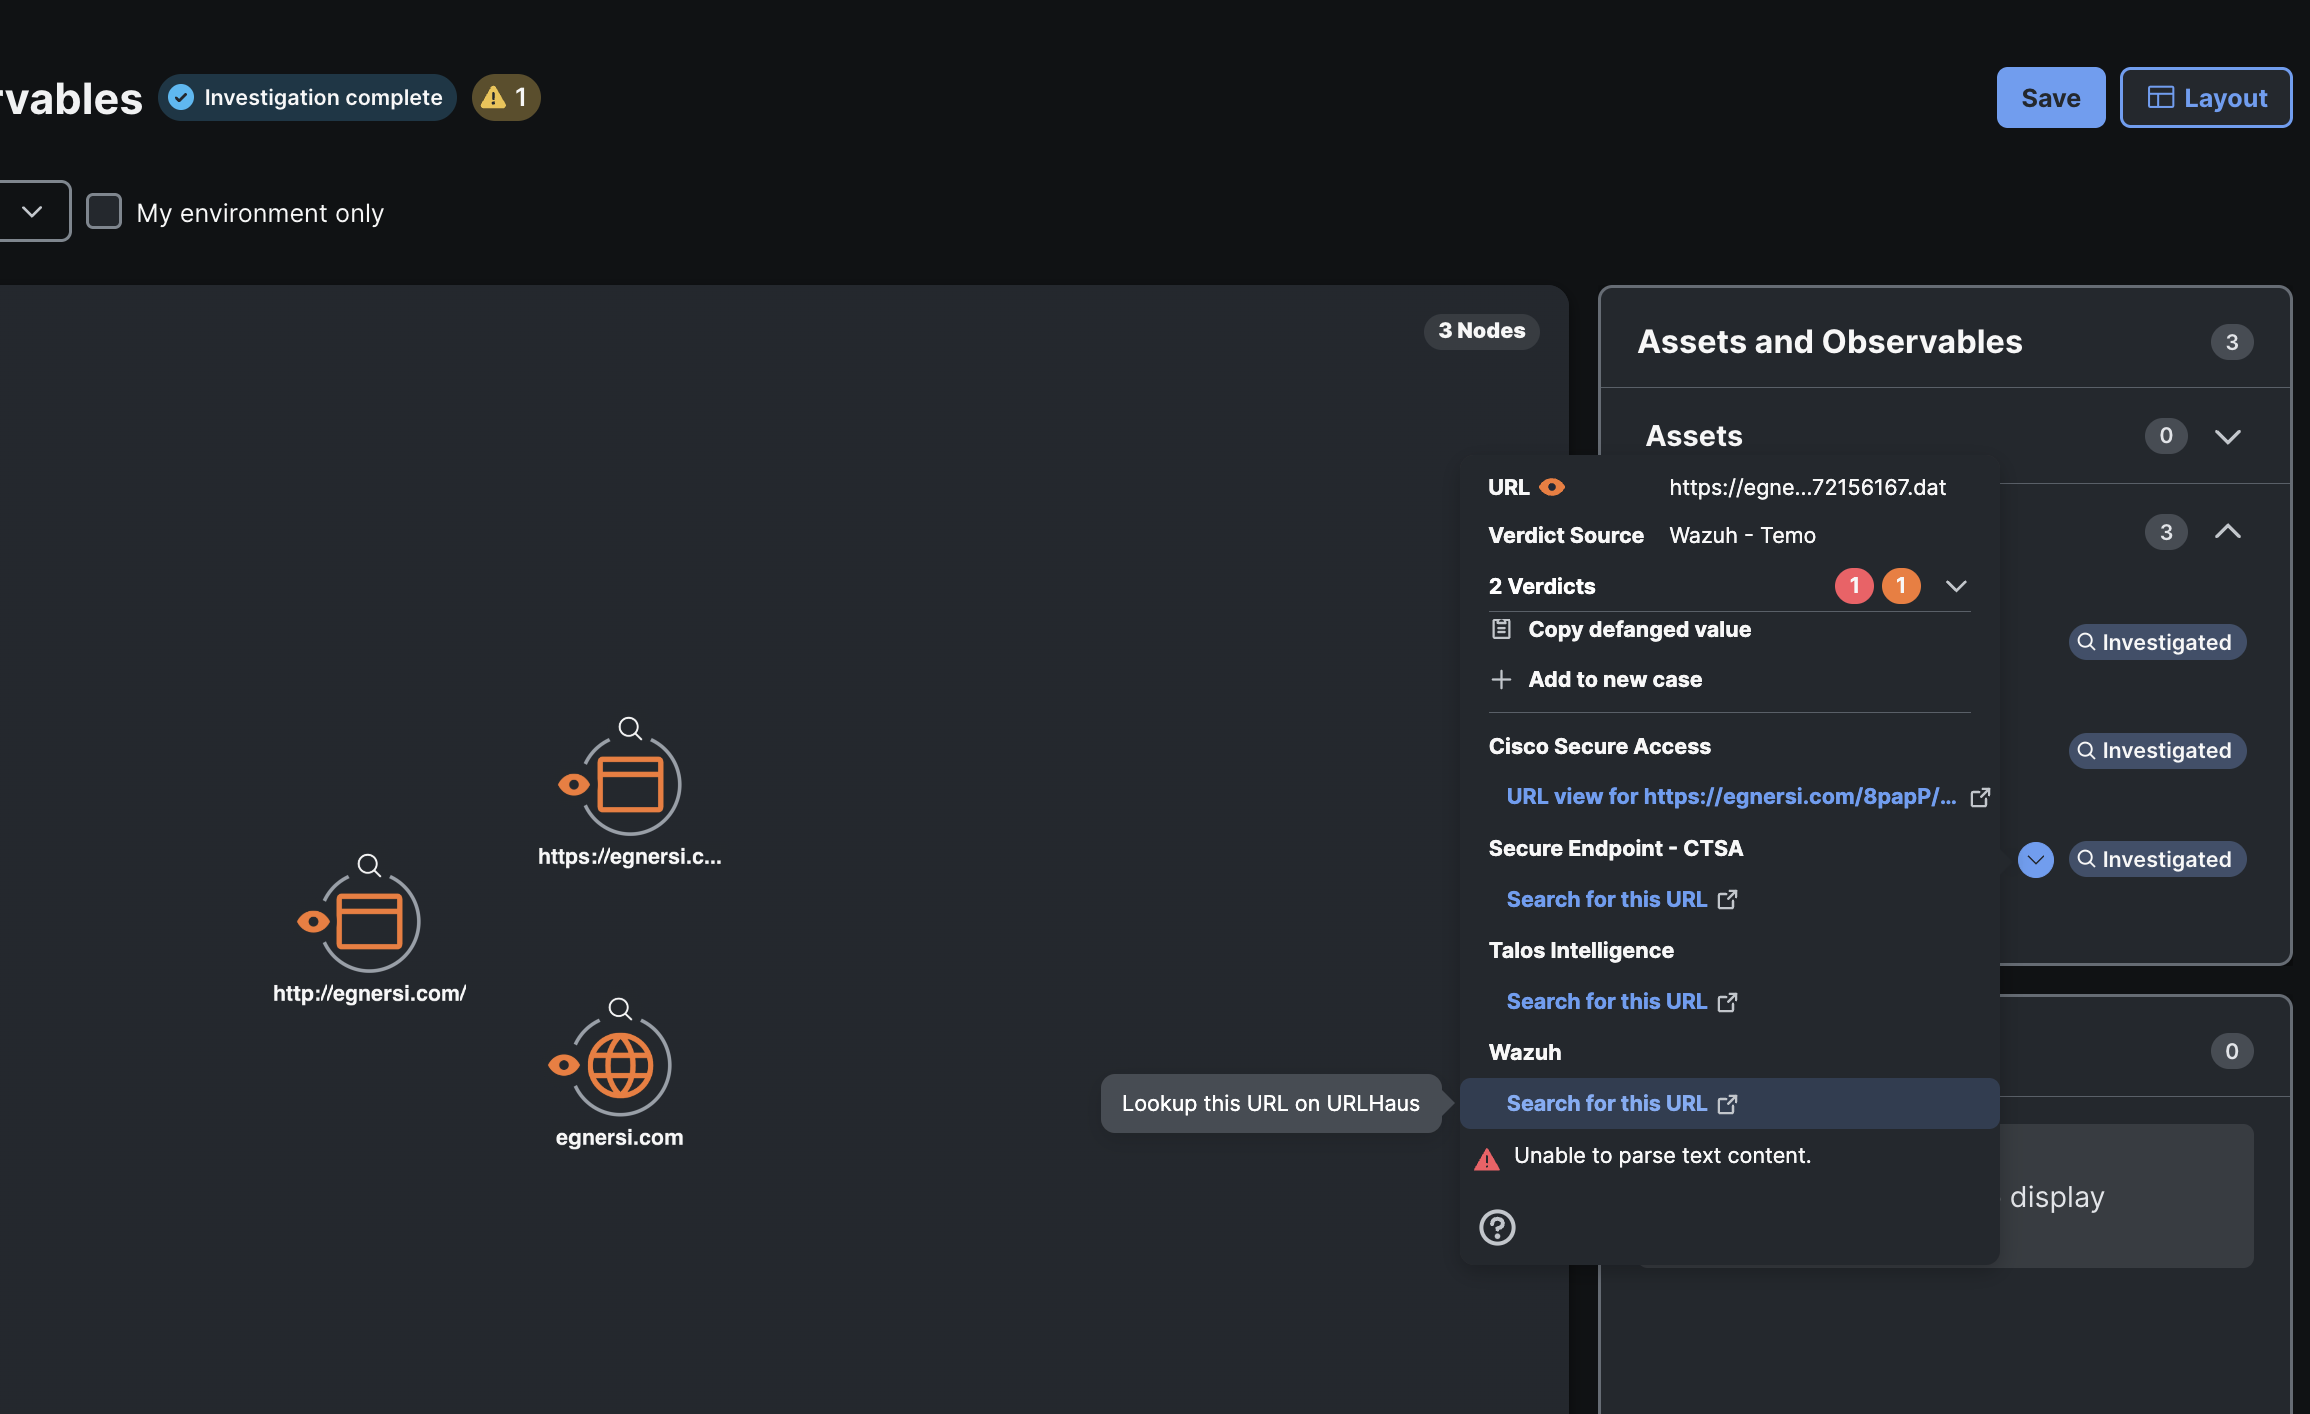 rvables
Investigation complete
1
Save
Layout
My environment only
3 Nodes
Assets and Observables
3
Assets
0
3
Investigated
Investigated
Investigated
URL
https://egne...72156167.dat
Verdict Source
Wazuh - Temo
2 Verdicts
1
1
Copy defanged value
Add to new case
Cisco Secure Access
URL view for https://egnersi.com/8papP/...
Secure Endpoint - CTSA
Search for this URL
Talos Intelligence
Search for this URL
Wazuh
Search for this URL
Lookup this URL on URLHaus
Unable to parse text content.
0
display
https://egnersi.c...
http://egnersi.com/
egnersi.com